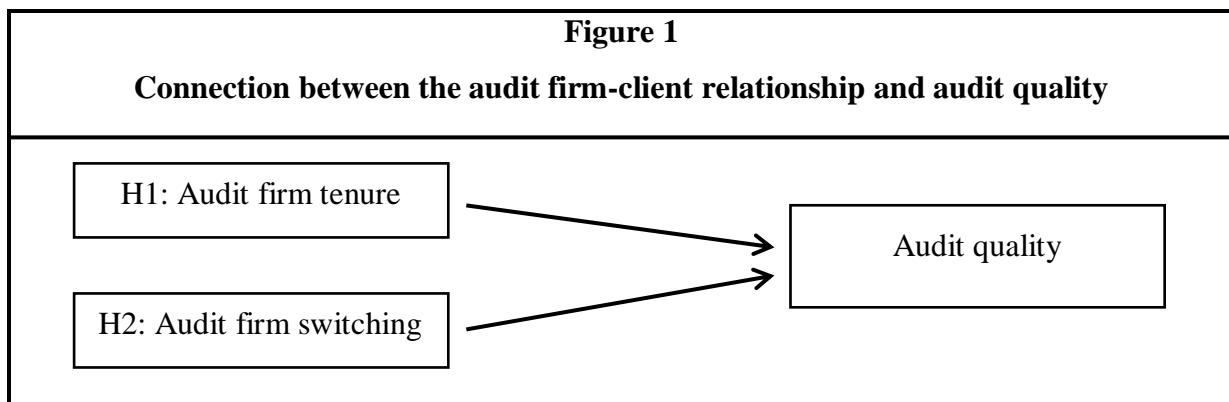 Figure 1
Connection between the audit firm-client relationship and audit quality
H1: Audit firm tenure
Audit quality
H2: Audit firm switching